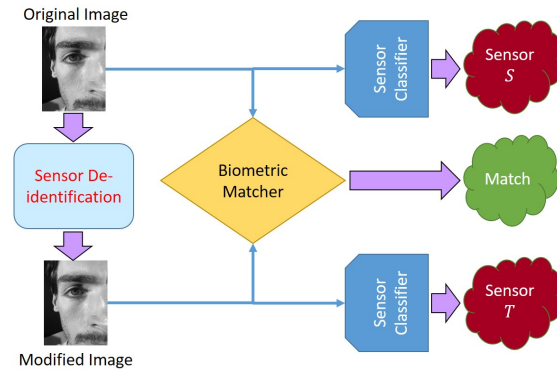 Original Image
Sensor
Classifier
Sensor
S
Sensor De-
identification
Biometric
Matcher
Match
Sensor
Classifier
Sensor
T
Modified Image